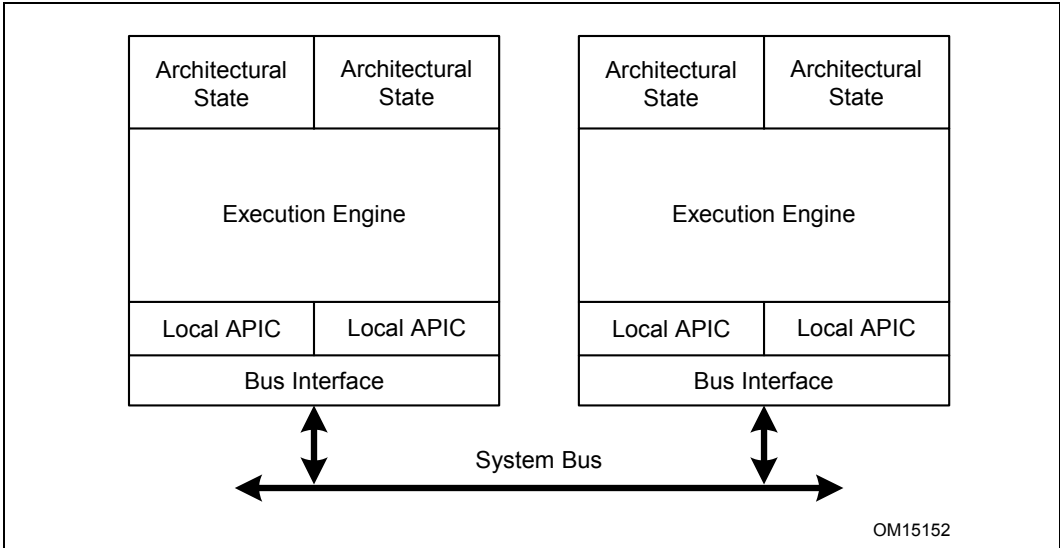 Architectural
State
Architectural
State
Architectural
State
Architectural
State
Execution Engine
Execution Engine
Local APIC
Local APIC
Local APIC
Local APIC
Bus Interface
Bus Interface
System Bus
OM15152